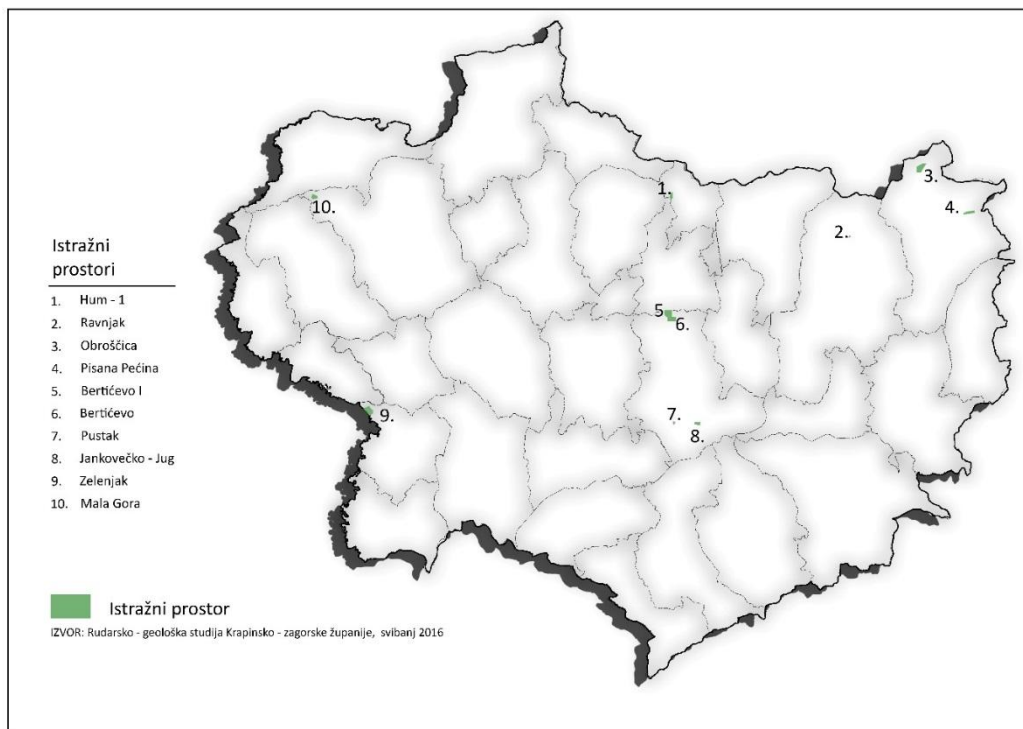 1.
2.
3.
4.
10.
5.
6.
7.
8.
9.
Istražni
prostori
1. Hum - 1
2. Ravnjak
3. Obroščica
4. Pisana Pećina
5. Bertićevo I
6. Bertićevo
7. Pustak
8. Jankovečko - Jug
9. Zelenjak
10. Mala Gora
Istražni prostor
IZVOR: Rudarsko - geološka studija Krapinsko - zagorske županije, svibanj 2016